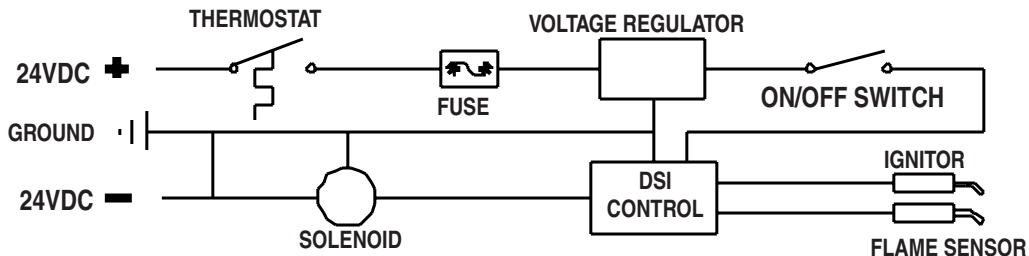 THERMOSTAT
VOLTAGE REGULATOR
24VDC +
FUSE
ON/OFF SWITCH
GROUND
24VDC -
SOLENOID
DSI
CONTROL
IGNITOR
FLAME SENSOR